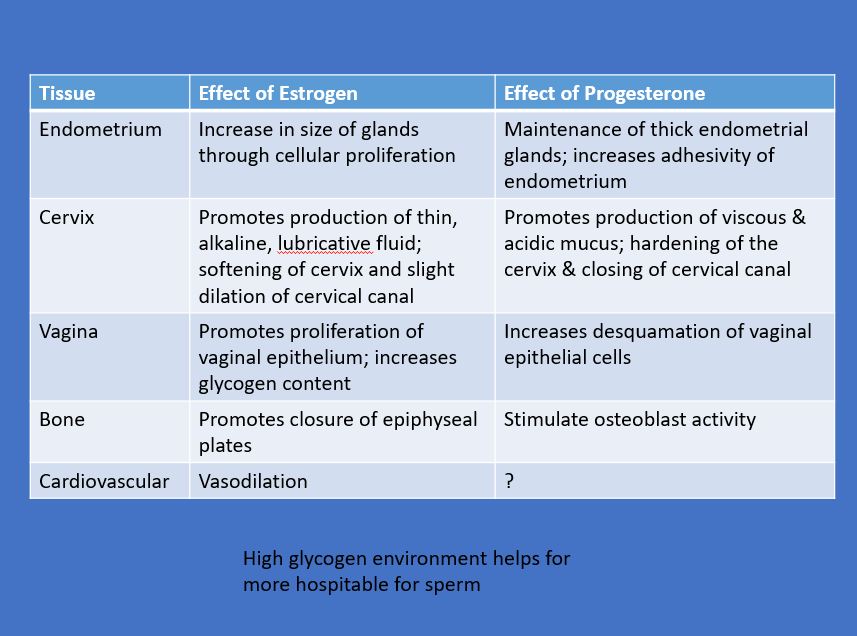 Tissue
Effect of Estrogen
Effect of Progesterone
Endometrium
Increase in size of glands
through cellular proliferation
Maintenance of thick endometrial
glands; increases adhesivity of
endometrium
Cervix
Promotes production of thin,
alkaline, lubricative fluid;
softening of cervix and slight
dilation of cervical canal
Promotes production of viscous &
acidic mucus; hardening of the
cervix & closing of cervical canal
Vagina
Promotes proliferation of
vaginal epithelium; increases
glycogen content
Increases desquamation of vaginal
epithelial cells
Bone
Promotes closure of epiphyseal
plates
Stimulate osteoblast activity
Cardiovascular
Vasodilation
?
High glycogen environment helps for
more hospitable for sperm